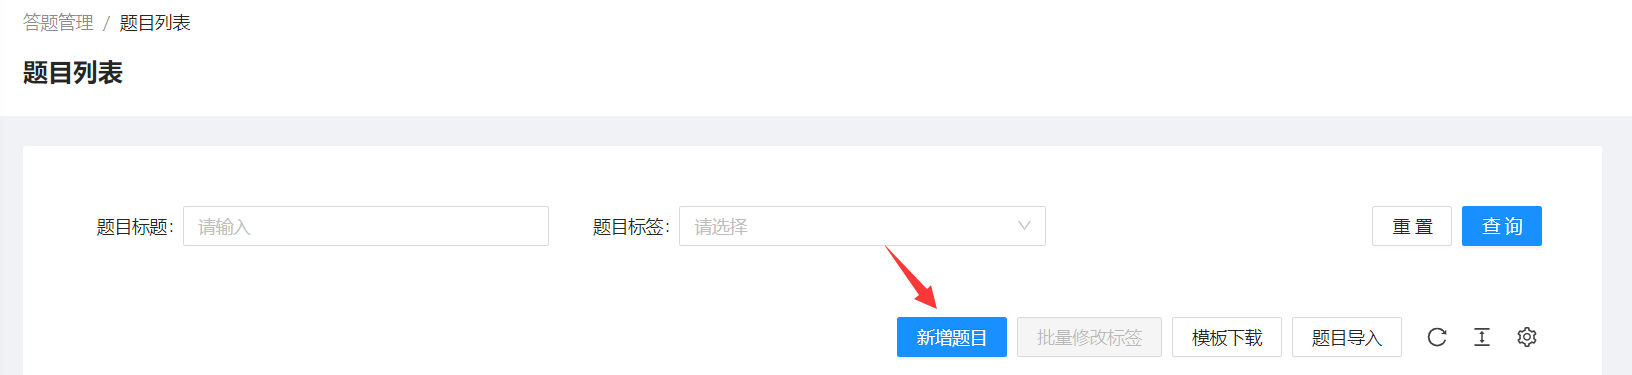 答题管理 / 题目列表
题目列表
题目标题: 请输入 题目标签: 请选择 重置 查询
新增题目 批量修改标签 模板下载 题目导入